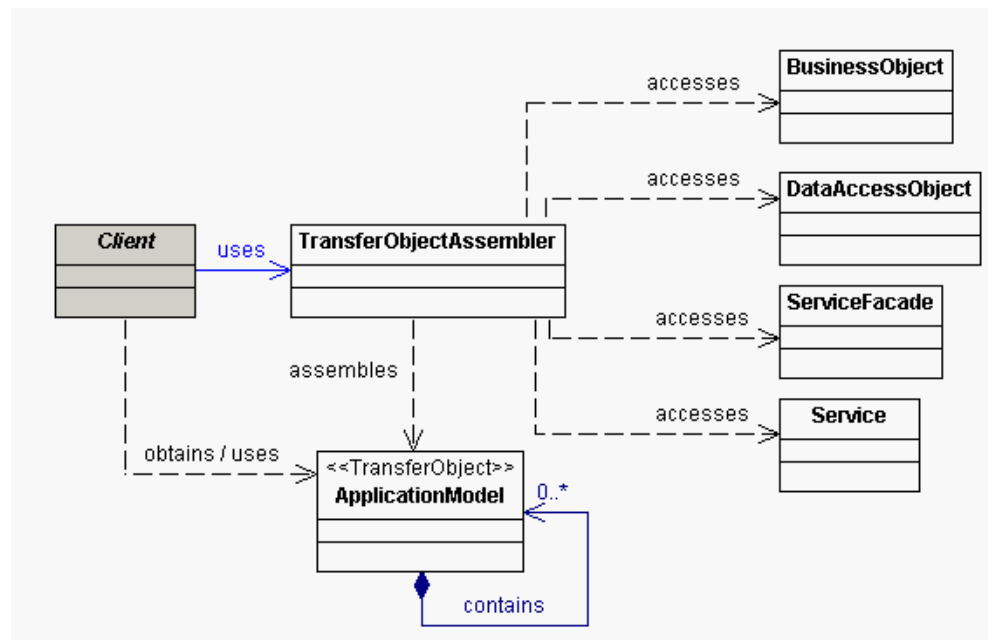 BusinessObject
accesses
DataAccessObject
accesses
Client
uses
TransferObjectAssembler
ServiceFacade
accesses
assembles
Service
accesses
obtains / uses
<<TransferObject>>
ApplicationModel
0..*
contains